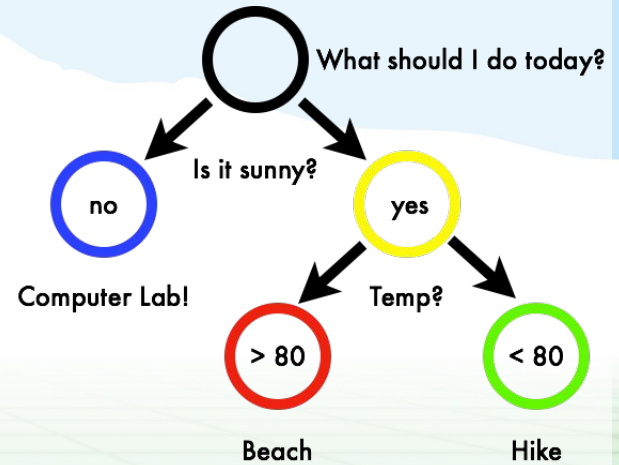 What should I do today?
Is it sunny?
no
yes
Computer Lab!
Temp?
> 80
< 80
Beach
Hike